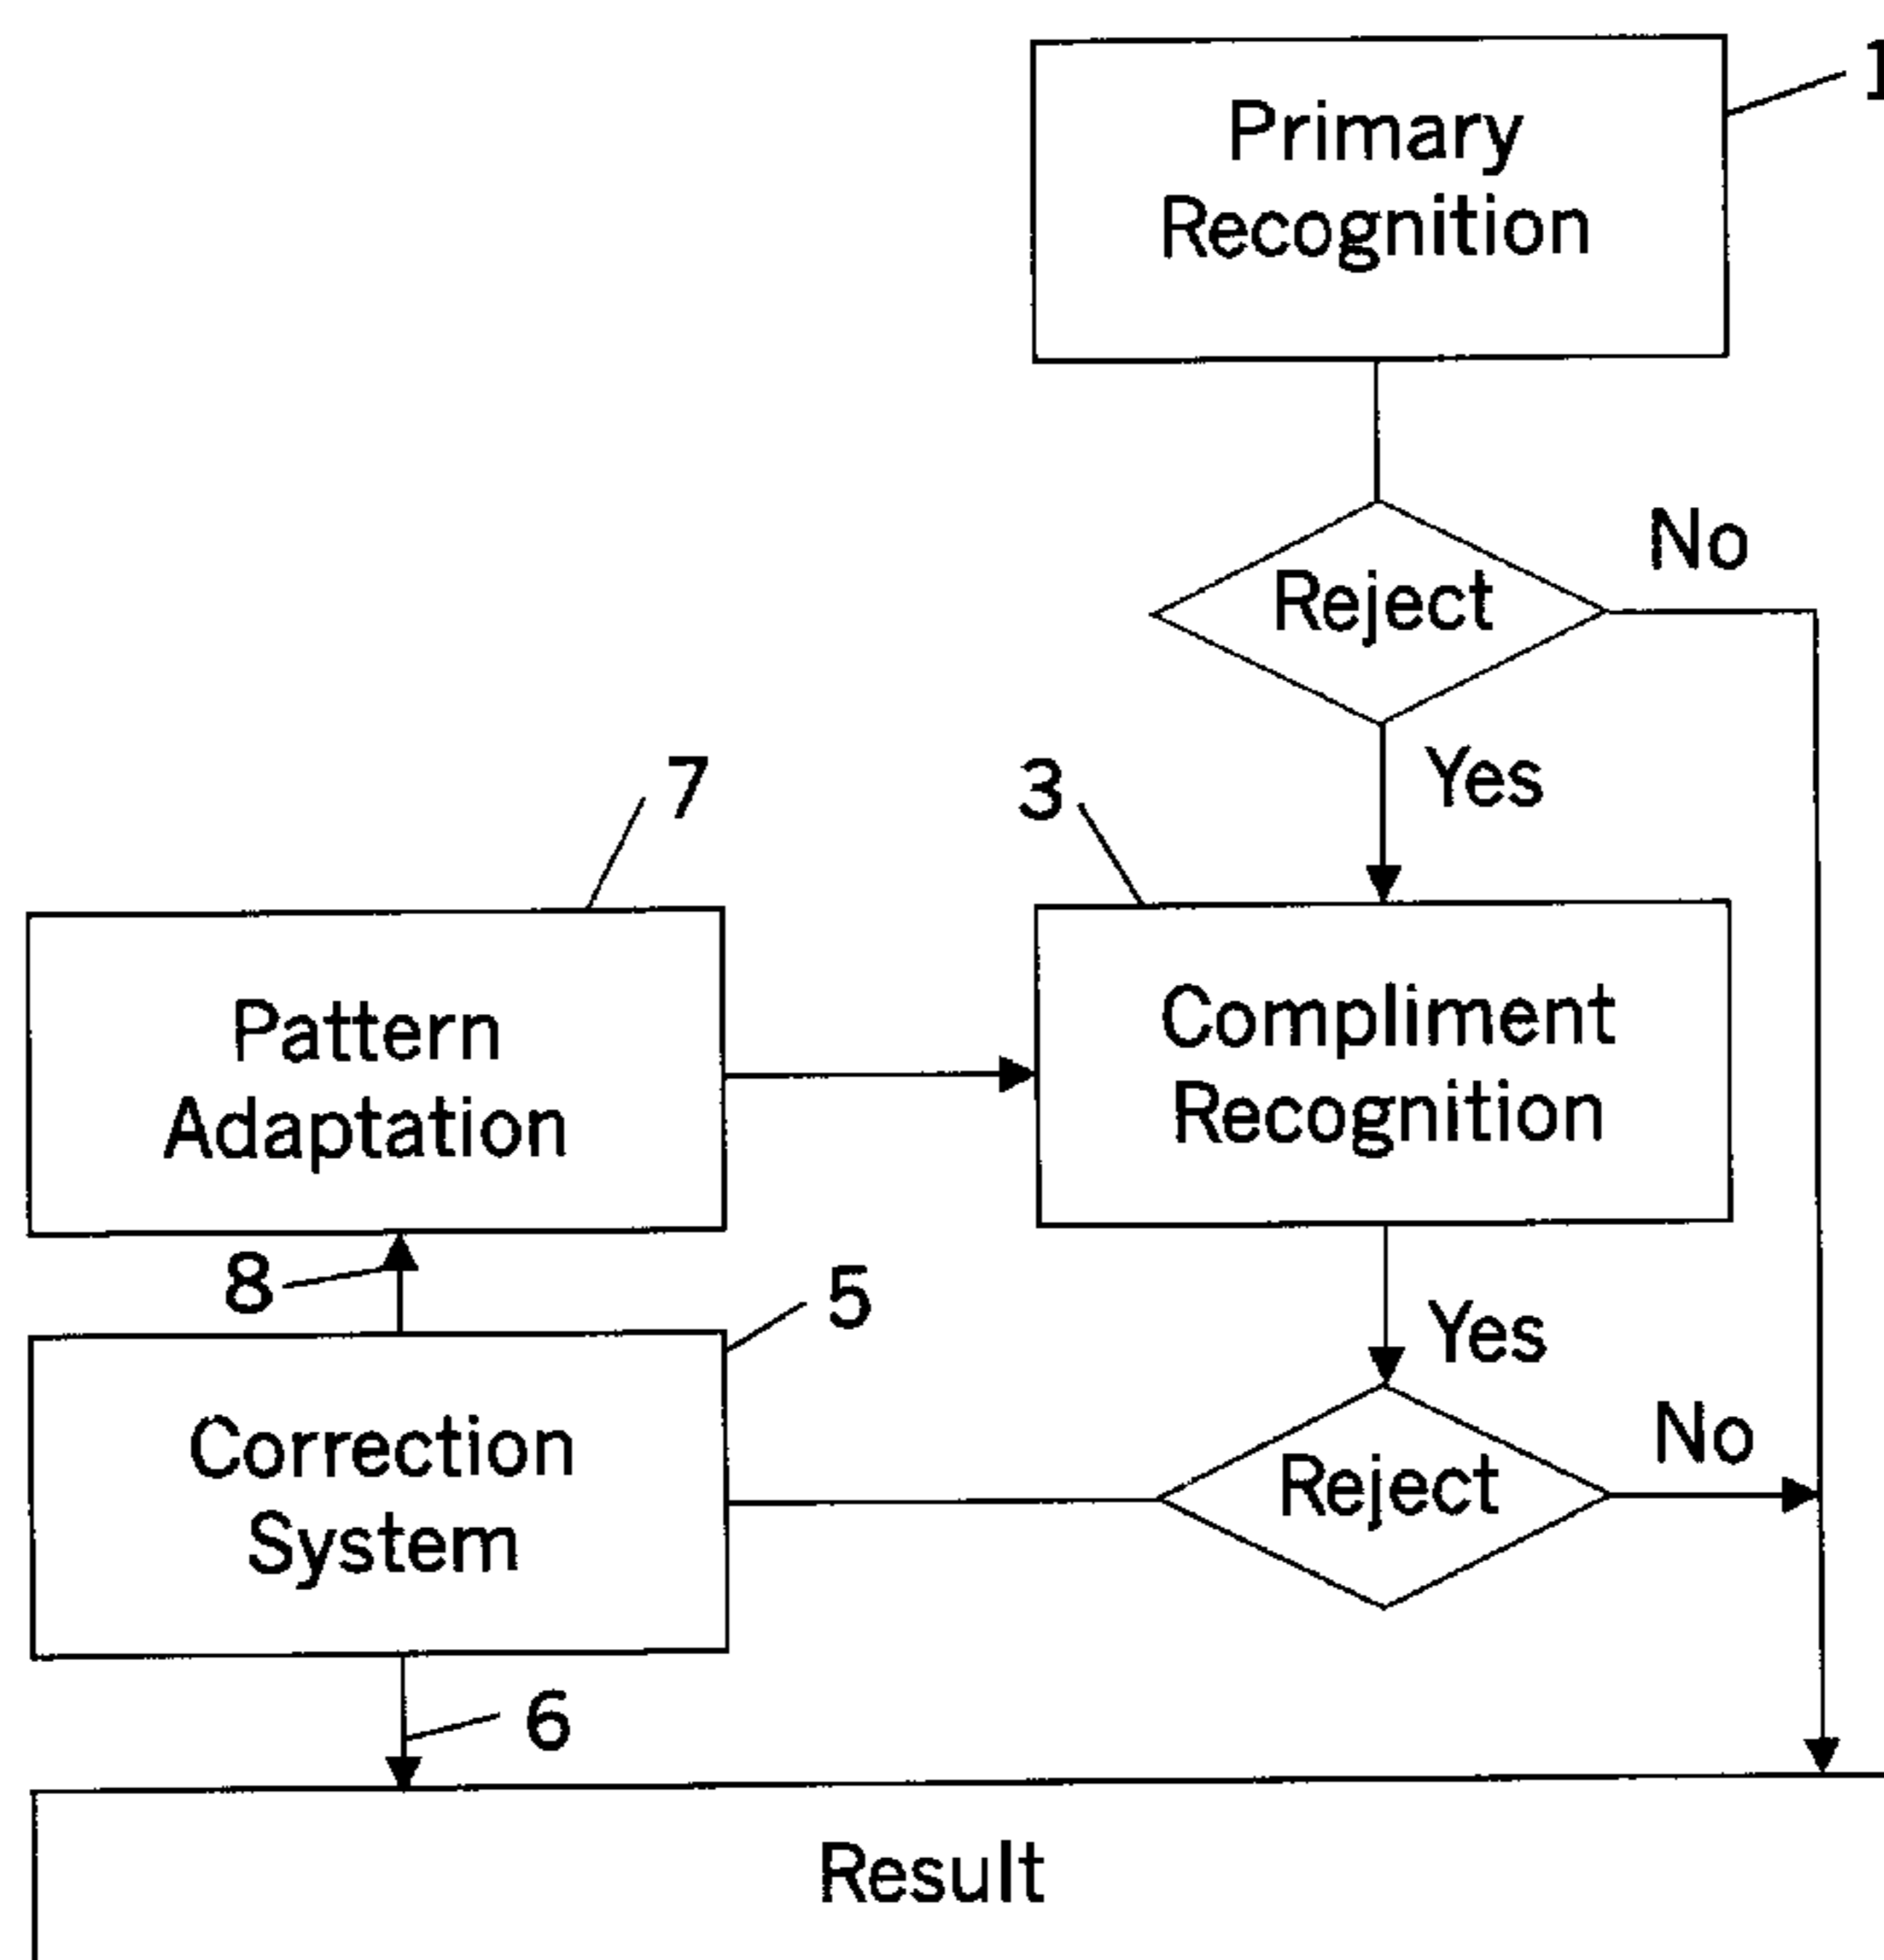 1
Primary
Recognition
No
Reject
Yes
7
3
Pattern
Adaptation
Compliment
Recognition
8
5
Yes
No
Correction
System
Reject
6
Result